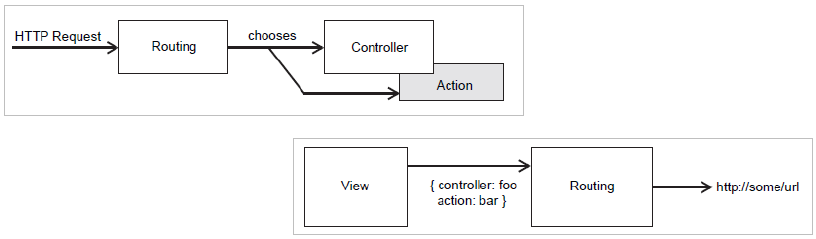 HTTP Request
Routing
chooses
Controller
Action
View
{ controller: foo
action: bar }
Routing
http://some/url